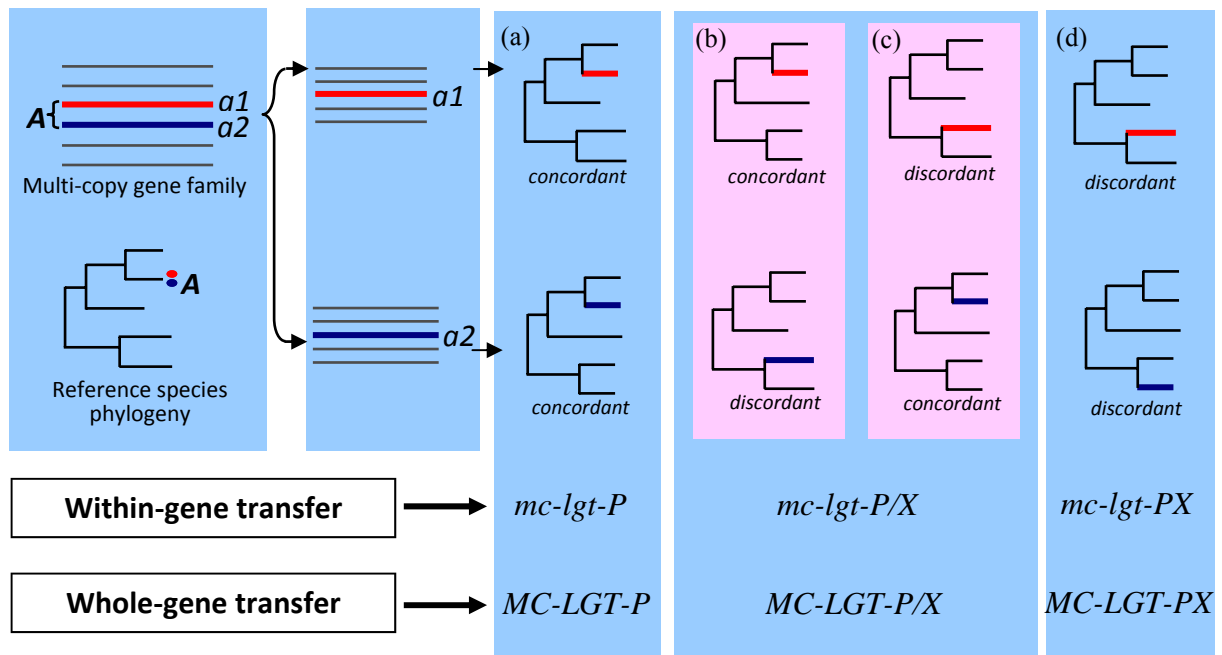 a1
A
a2
Multi-copy gene family
A
Reference species
phylogeny
a1
a2
(a)
concordant
concordant
(b)
concordant
discordant
(c)
discordant
concordant
(d)
discordant
discordant
Within-gene transfer
mc-lgt-P
mc-lgt-P/X
mc-lgt-PX
Whole-gene transfer
MC-LGT-P
MC-LGT-P/X
MC-LGT-PX